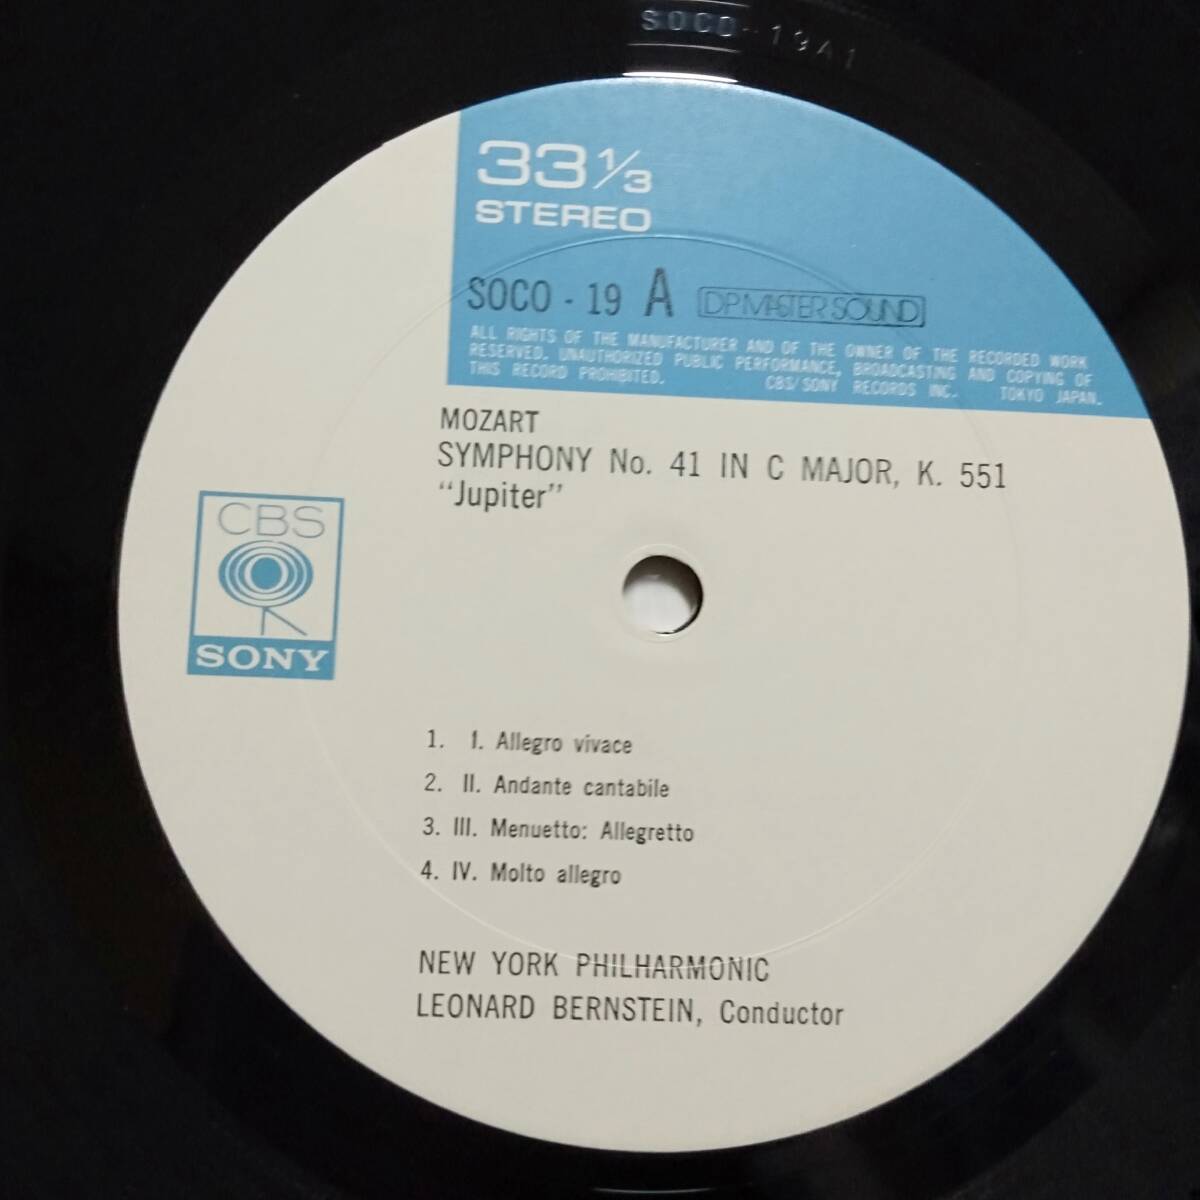 SOCO-19A1
33 1/3
STEREO
SOCO - 19 A DP MASTER SOUND
ALL RIGHTS OF THE MANUFACTURER AND OF THE OWNER OF THE RECORDED WORK
RESERVED. UNAUTHORIZED PUBLIC PERFORMANCE, BROADCASTING AND COPYING OF
THIS RECORD PROHIBITED. CBS/SONY RECORDS INC. TOKYO JAPAN.
MOZART
SYMPHONY No. 41 IN C MAJOR, K. 551
“Jupiter”
CBS
SONY
1. I. Allegro vivace
2. II. Andante cantabile
3. III. Menuetto: Allegretto
4. IV. Molto allegro
NEW YORK PHILHARMONIC
LEONARD BERNSTEIN, Conductor